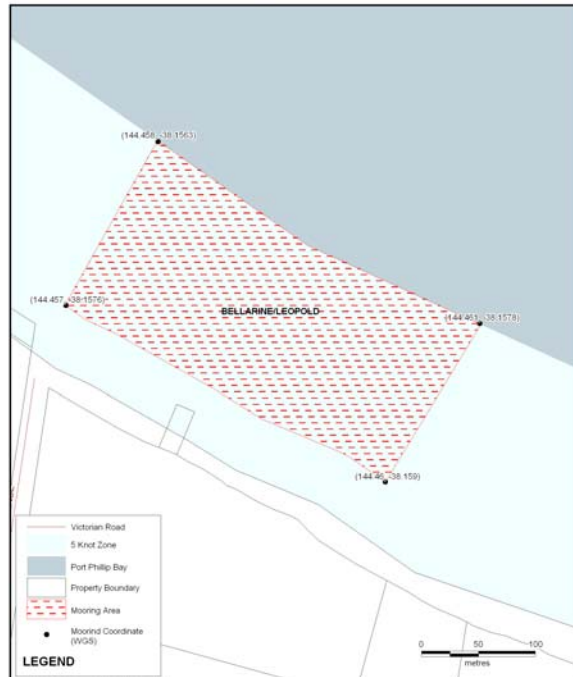 (144.458, -38.1563)
(144.457, -38.1576)
BELLARINE/LEOPOLD
(144.461, -38.1578)
(144.46, -38.159)
Victorian Road
5 Knot Zone
Port Phillip Bay
Property Boundary
Mooring Area
Moorind Coordinate
(WGS)
LEGEND
0 50 100
metres